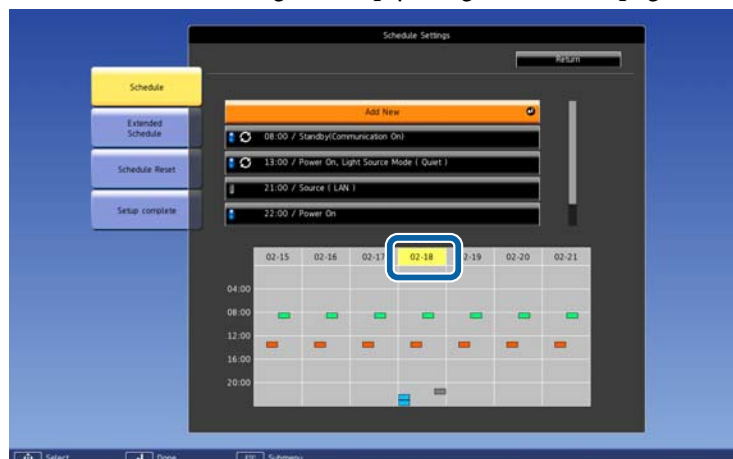 Schedule Settings
Return
Schedule
Extended
Schedule
Schedule Reset
Setup complete
Add New
08:00 / Standby(Communication On)
13:00 / Power On, Light Source Mode ( Quiet )
21:00 / Source ( LAN )
22:00 / Power On
02-15 02-16 02-17 02-18 02-19 02-20 02-21
04:00
08:00
12:00
16:00
20:00
Select Done Submenu